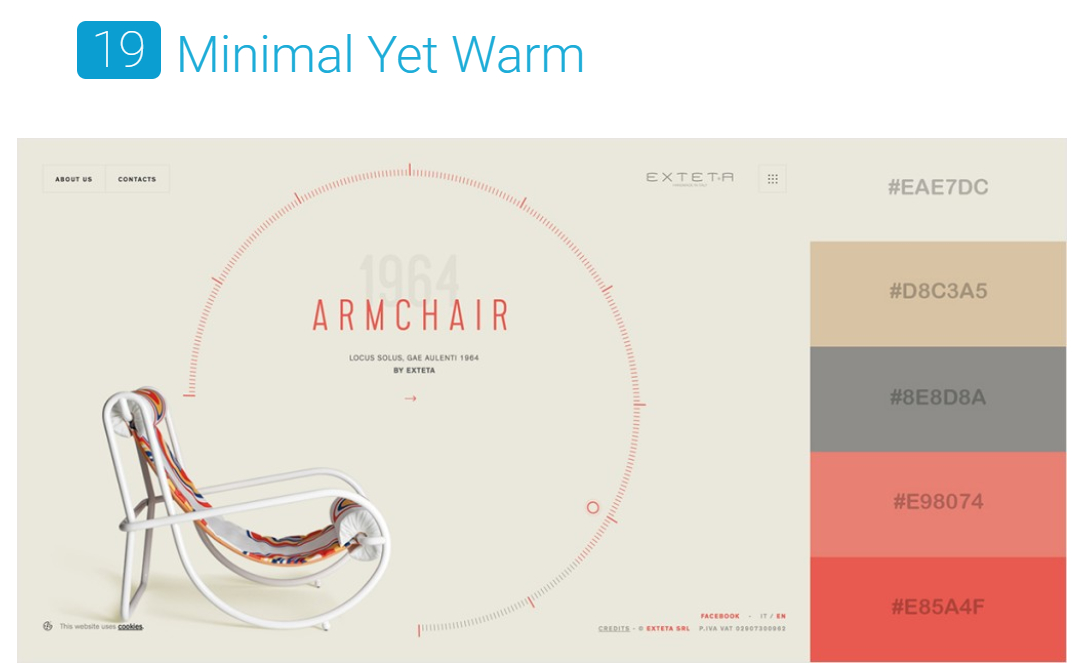 19 Minimal Yet Warm
ABOUT US
CONTACTS
EXTETA
1964
ARMCHAIR
LOCUS SOLUS, GAE AULENTI 1964
BY EXTETA
→
This website uses cookies.
FACEBOOK - IT / EN
CREDITS - © EXTETA SRL P.IVA VAT 02907300962
#EAE7DC
#D8C3A5
#8E8D8A
#E98074
#E85A4F